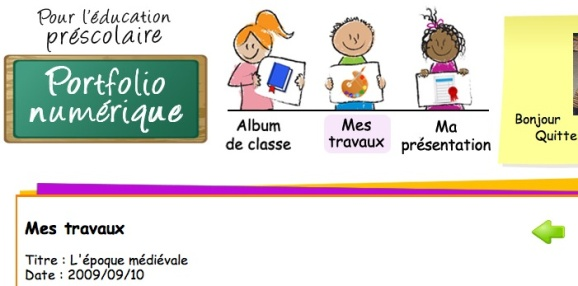 Pour l'éducation
préscolaire
Portfolio
numérique
Album
de classe
Mes
travaux
Ma
présentation
Bonjour
Quitte
Mes travaux
Titre : L'époque médiévale
Date : 2009/09/10